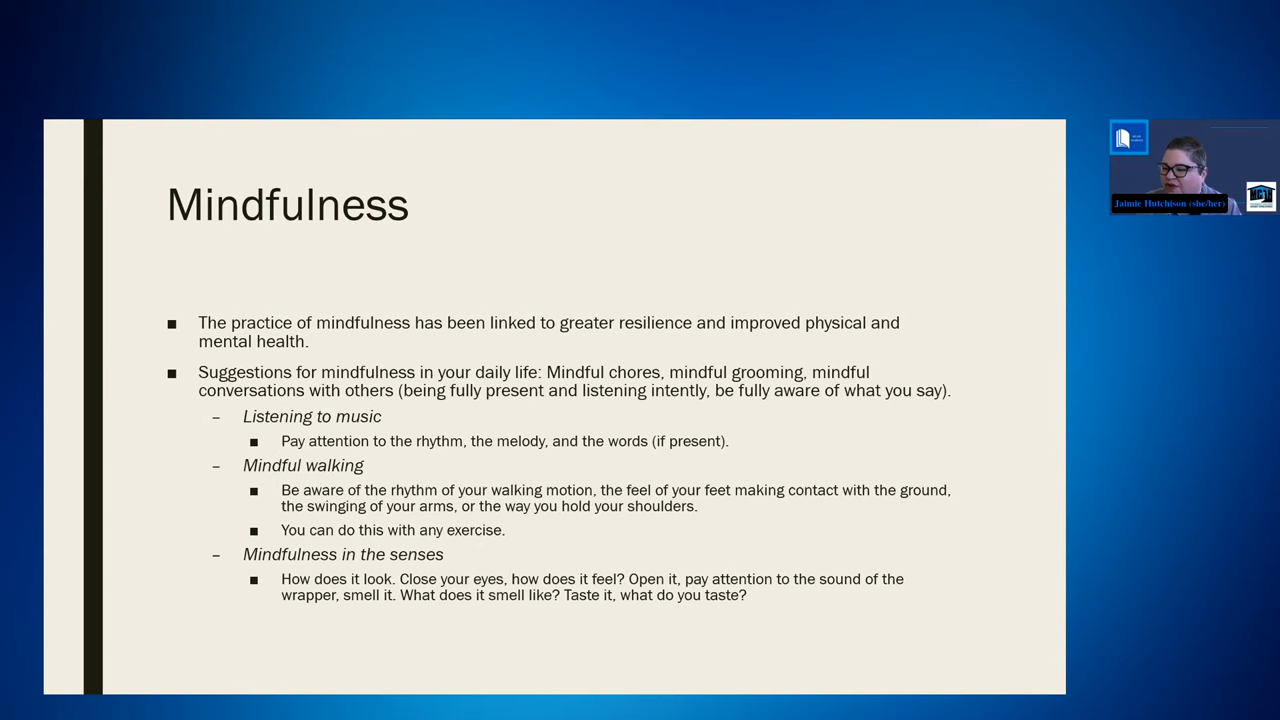 Mindfulness
The practice of mindfulness has been linked to greater resilience and improved physical and
mental health.
Suggestions for mindfulness in your daily life: Mindful chores, mindful grooming, mindful
conversations with others (being fully present and listening intently, be fully aware of what you say).
– Listening to music
Pay attention to the rhythm, the melody, and the words (if present).
– Mindful walking
Be aware of the rhythm of your walking motion, the feel of your feet making contact with the ground,
the swinging of your arms, or the way you hold your shoulders.
You can do this with any exercise.
– Mindfulness in the senses
How does it look. Close your eyes, how does it feel? Open it, pay attention to the sound of the
wrapper, smell it. What does it smell like? Taste it, what do you taste?
Jaimie Hutchison (she/her)